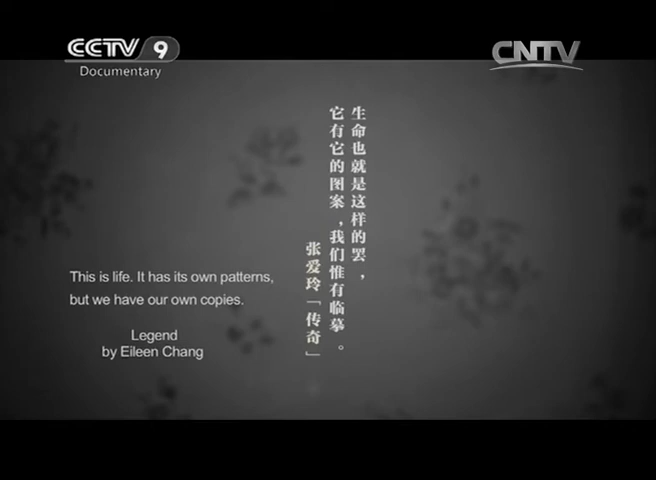 CCTV 9
Documentary
CNTV
生命也就是这样的罢，
它有它的图案，我们惟有临摹。
张爱玲「传奇」
This is life. It has its own patterns,
but we have our own copies.
Legend
by Eileen Chang